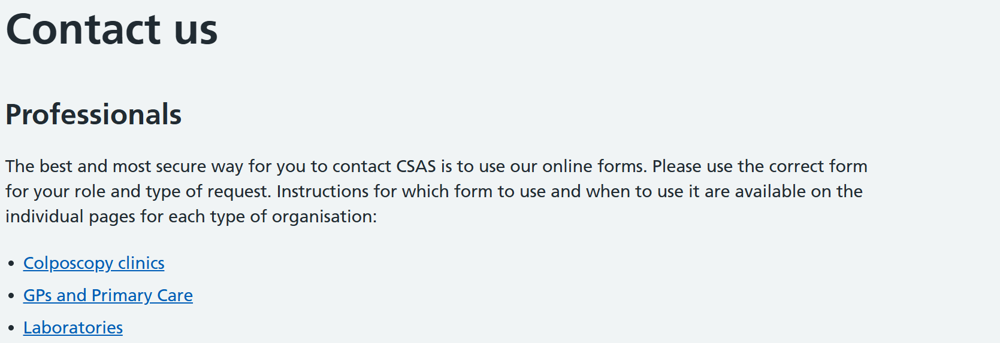 Contact us
Professionals
The best and most secure way for you to contact CSAS is to use our online forms. Please use the correct form
for your role and type of request. Instructions for which form to use and when to use it are available on the
individual pages for each type of organisation:
• Colposcopy clinics
• GPs and Primary Care
• Laboratories